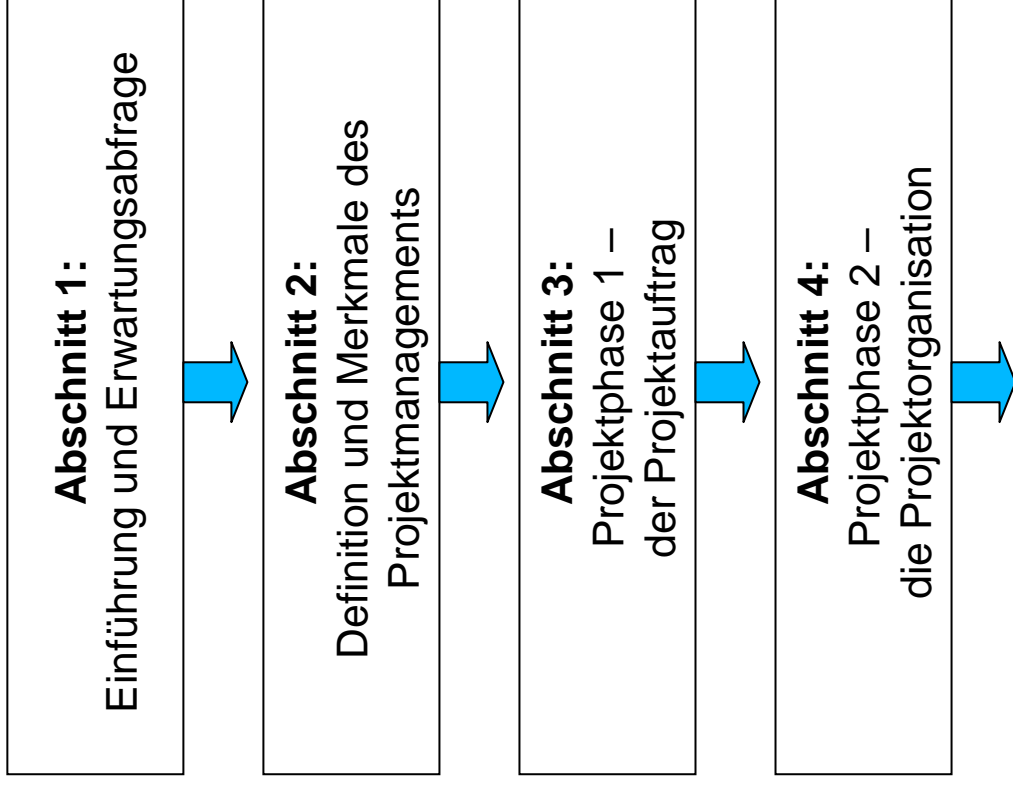 Abschnitt 1:
Einführung und Erwartungsabfrage
Abschnitt 2:
Definition und Merkmale des
Projektmanagements
Abschnitt 3:
Projektphase 1 –
der Projektauftrag
Abschnitt 4:
Projektphase 2 –
die Projektorganisation